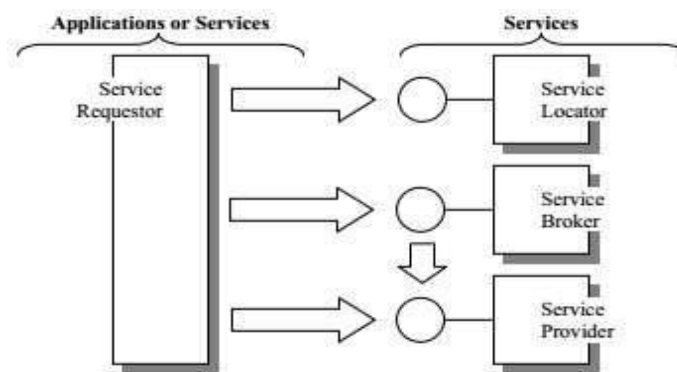 Applications or Services
Services
Service
Requestor
Service
Locator
Service
Broker
Service
Provider